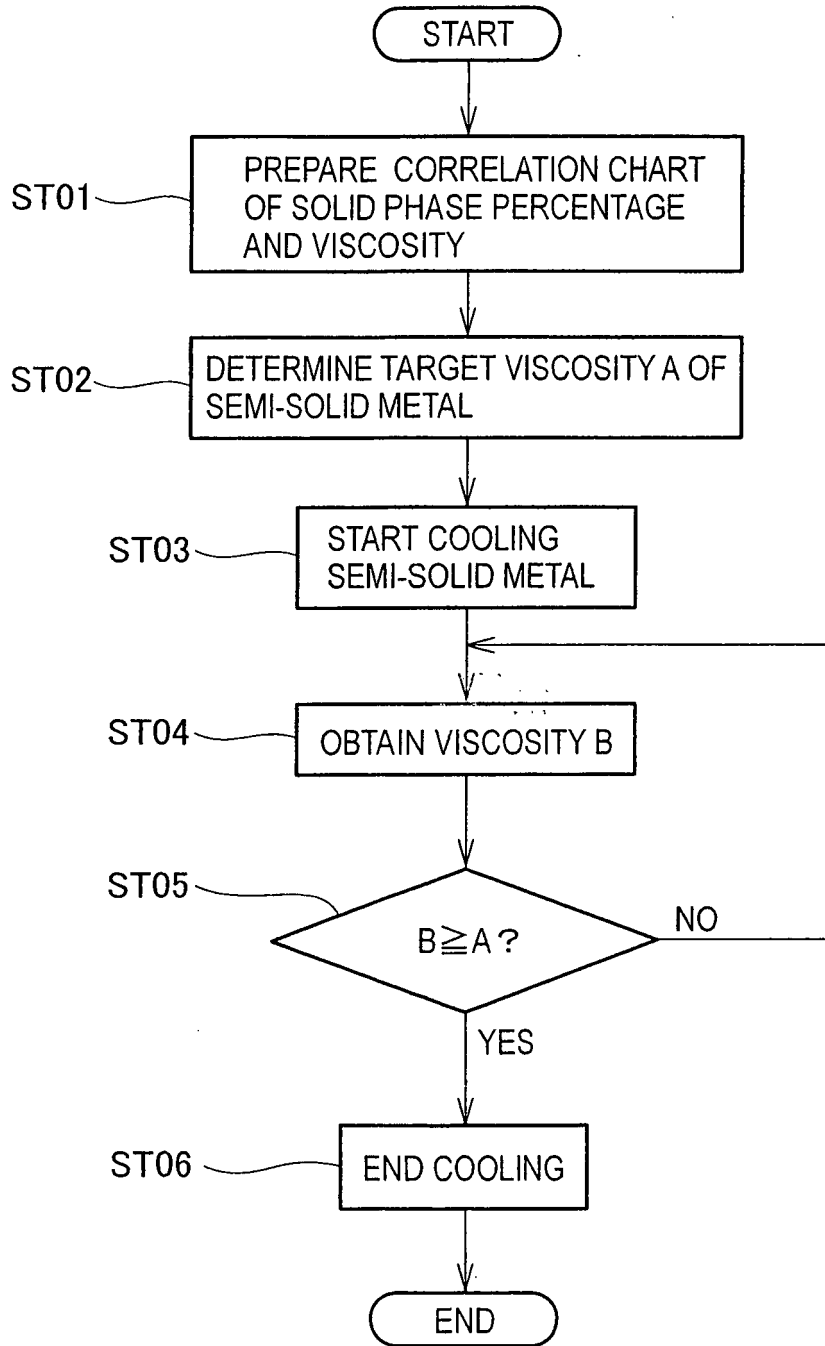 START
ST01
PREPARE CORRELATION CHART
OF SOLID PHASE PERCENTAGE
AND VISCOSITY
ST02
DETERMINE TARGET VISCOSITY A OF
SEMI-SOLID METAL
ST03
START COOLING
SEMI-SOLID METAL
ST04
OBTAIN VISCOSITY B
ST05
B≧A?
NO
YES
ST06
END COOLING
END